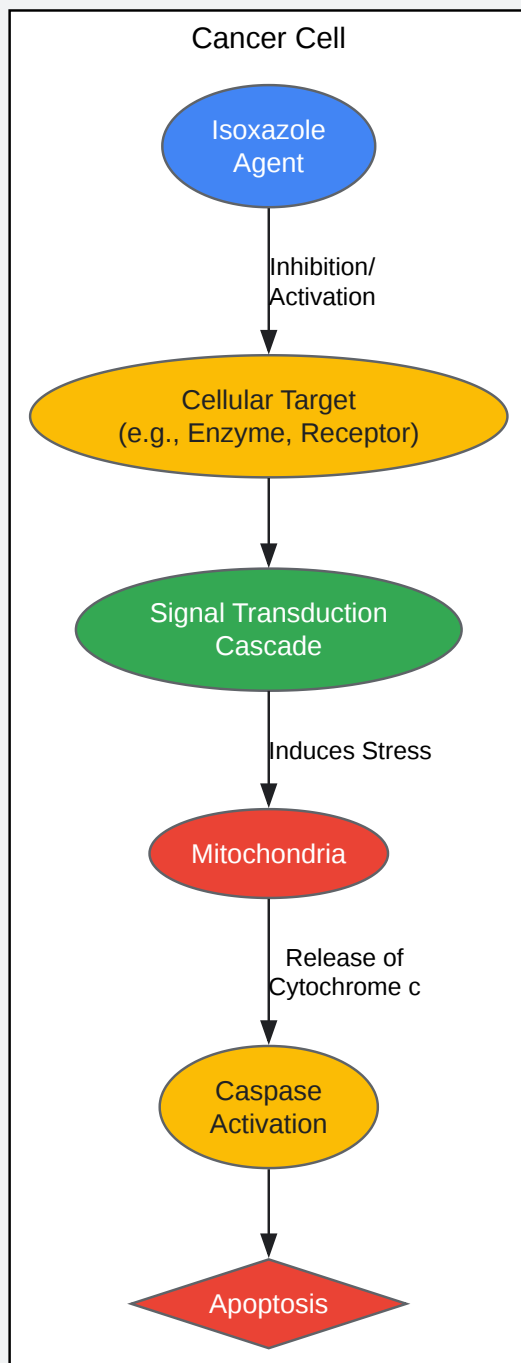 Cancer Cell
Isoxazole
Agent
Inhibition/
Activation
Cellular Target
(e.g., Enzyme, Receptor)
Signal Transduction
Cascade
Induces Stress
Mitochondria
Release of
Cytochrome c
Caspase
Activation
Apoptosis